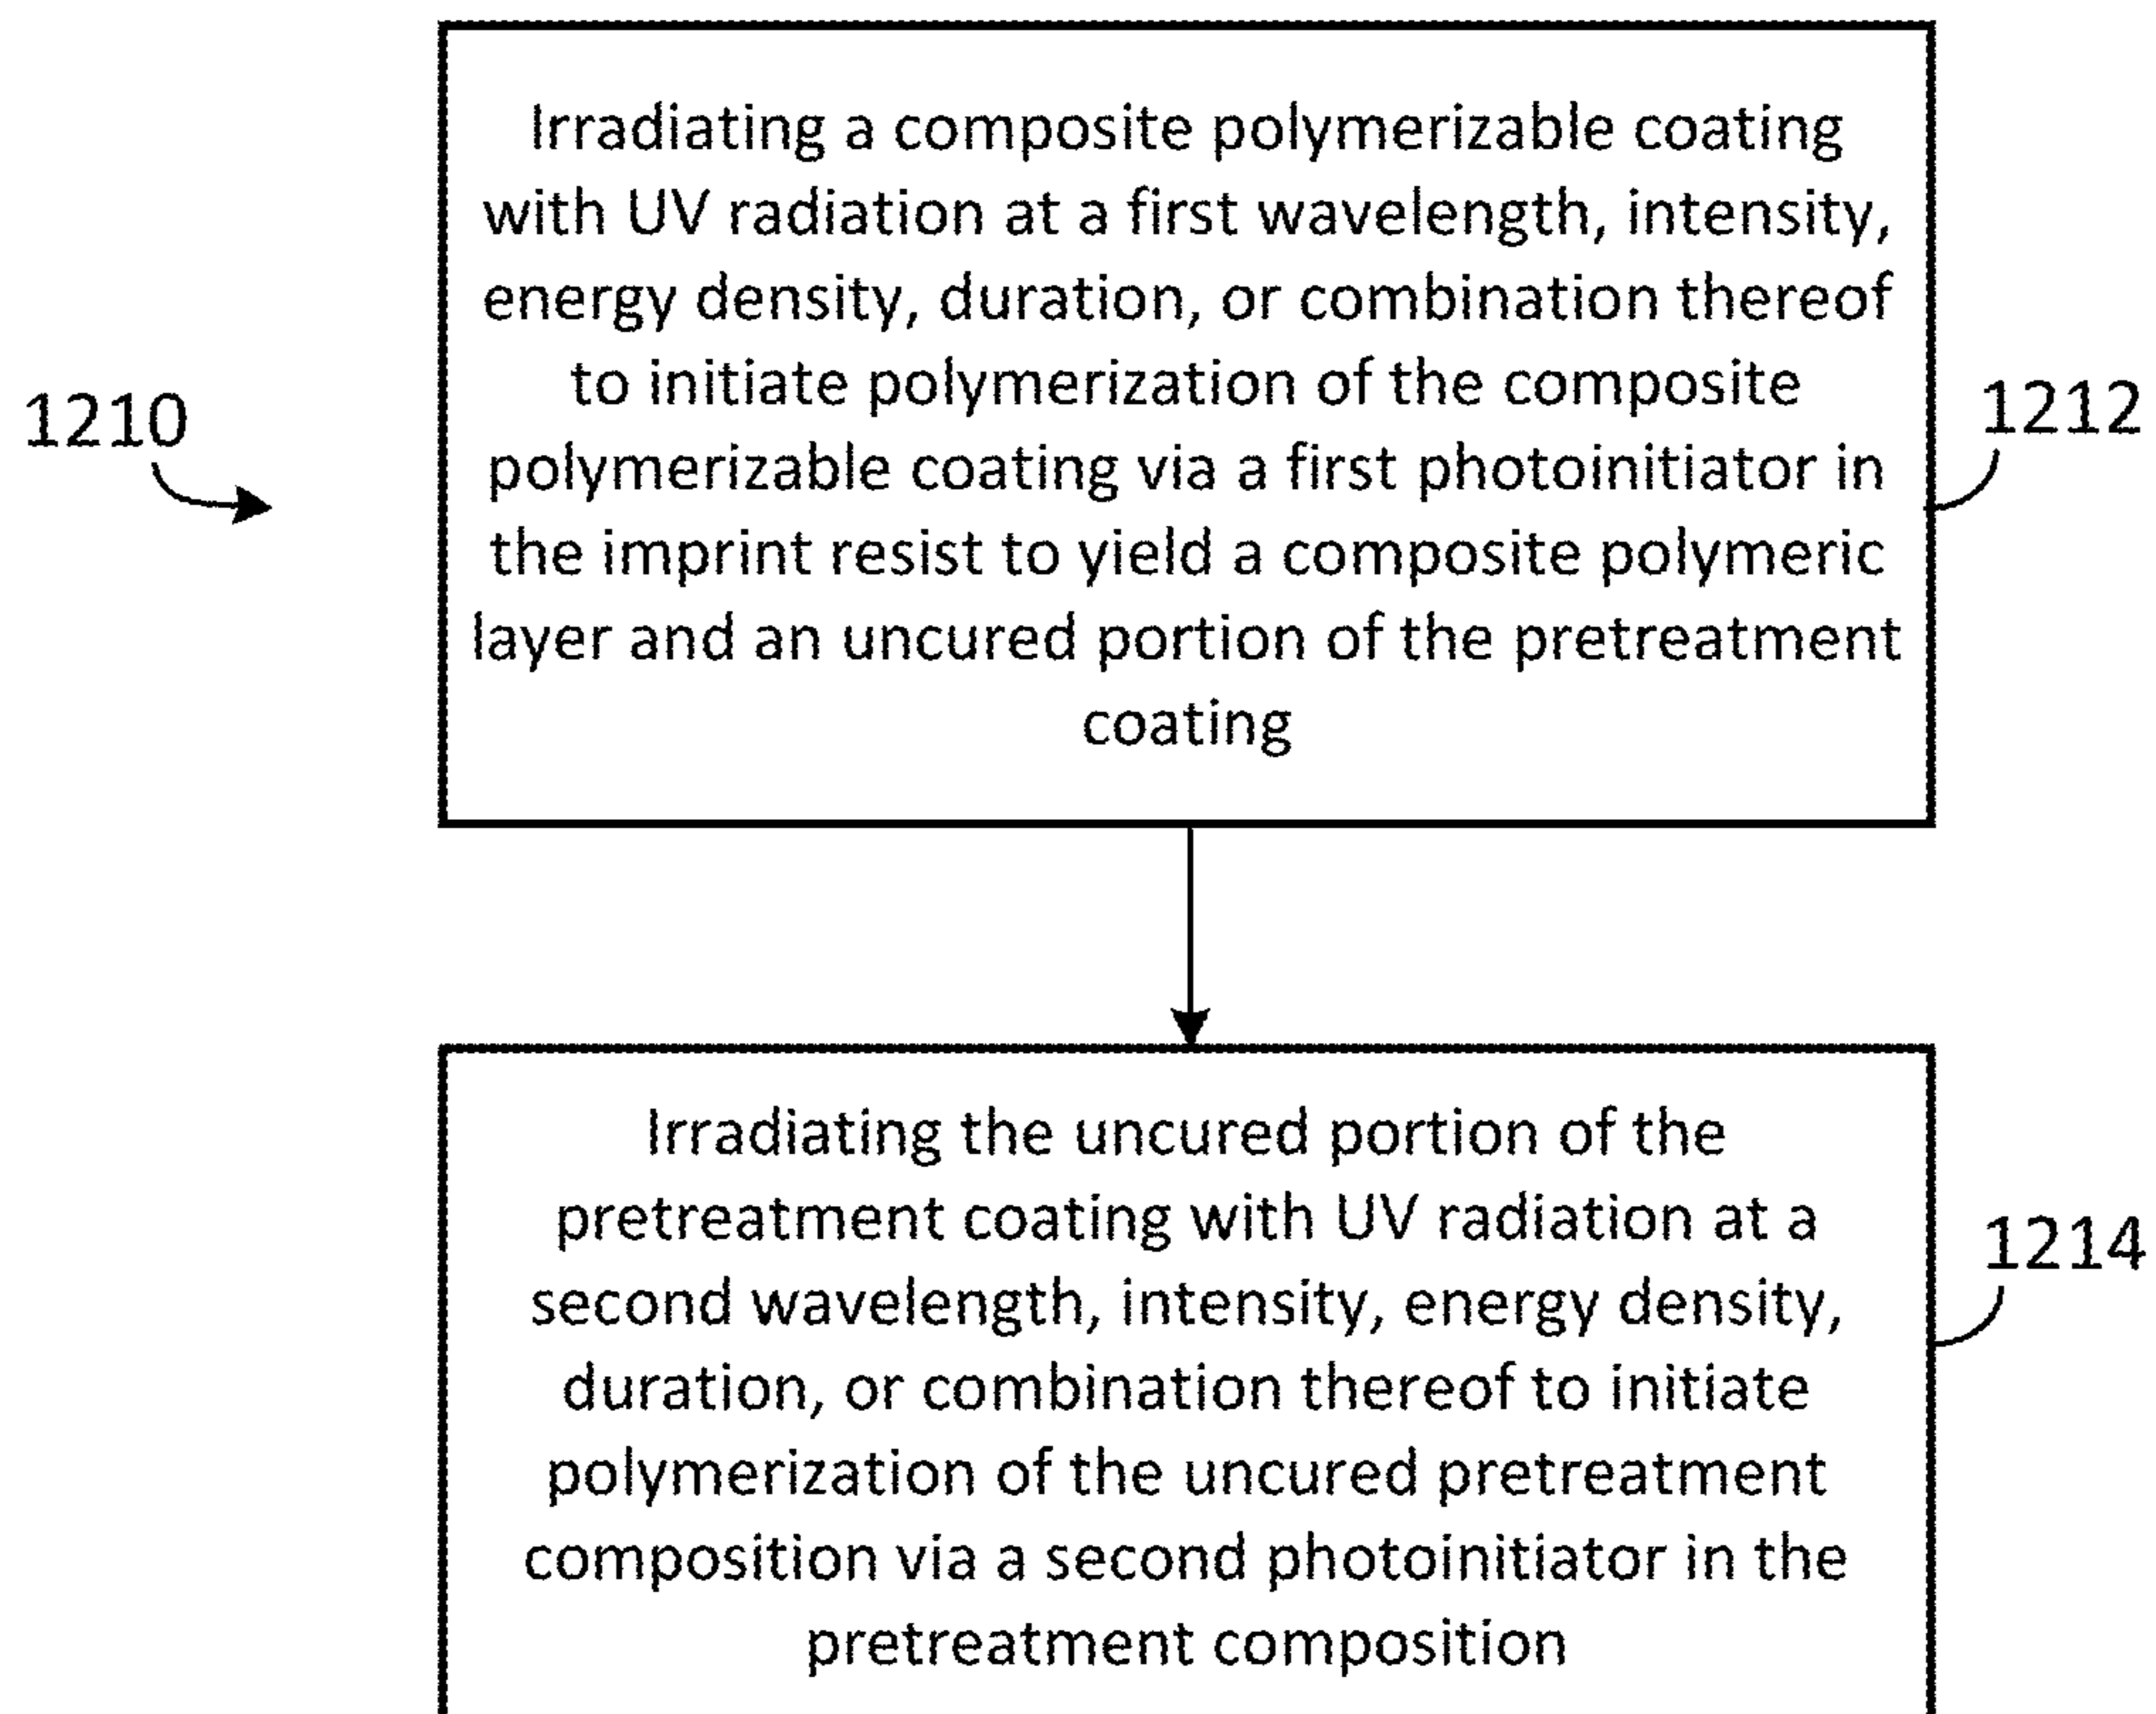 Irradiating a composite polymerizable coating
with UV radiation at a first wavelength, intensity,
energy density, duration, or combination thereof
to initiate polymerization of the composite
polymerizable coating via a first photoinitiator in
the imprint resist to yield a composite polymeric
layer and an uncured portion of the pretreatment
coating
1210
1212
Irradiating the uncured portion of the
pretreatment coating with UV radiation at a
second wavelength, intensity, energy density,
duration, or combination thereof to initiate
polymerization of the uncured pretreatment
composition via a second photoinitiator in the
pretreatment composition
1214